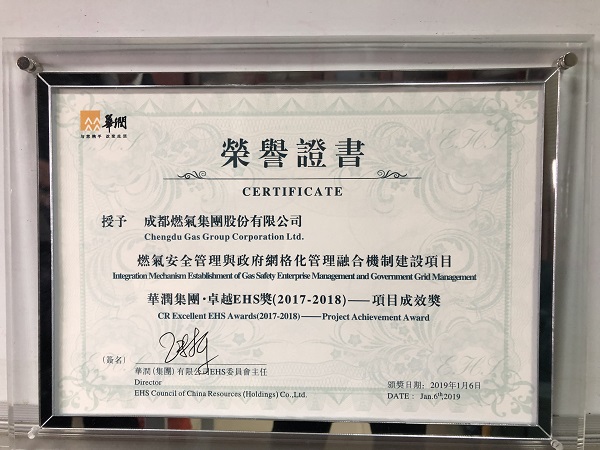 華潤
榮譽證書
CERTIFICATE
授予 成都燃氣集團股份有限公司
Chengdu Gas Group Corporation Ltd.
燃氣安全管理與政府網格化管理融合機制建設項目
Integration Mechanism Establishment of Gas Safety Enterprise Management and Government Grid Management
華潤集團·卓越EHS獎(2017-2018)——項目成效獎
CR Excellent EHS Awards(2017-2018)——Project Achievement Award
(簽名)
華潤(集團)有限公司EHS委員會主任
Director
EHS Council of China Resources (Holdings) Co.,Ltd.
頒獎日期：2019年1月6日
DATE： Jan.6th,2019